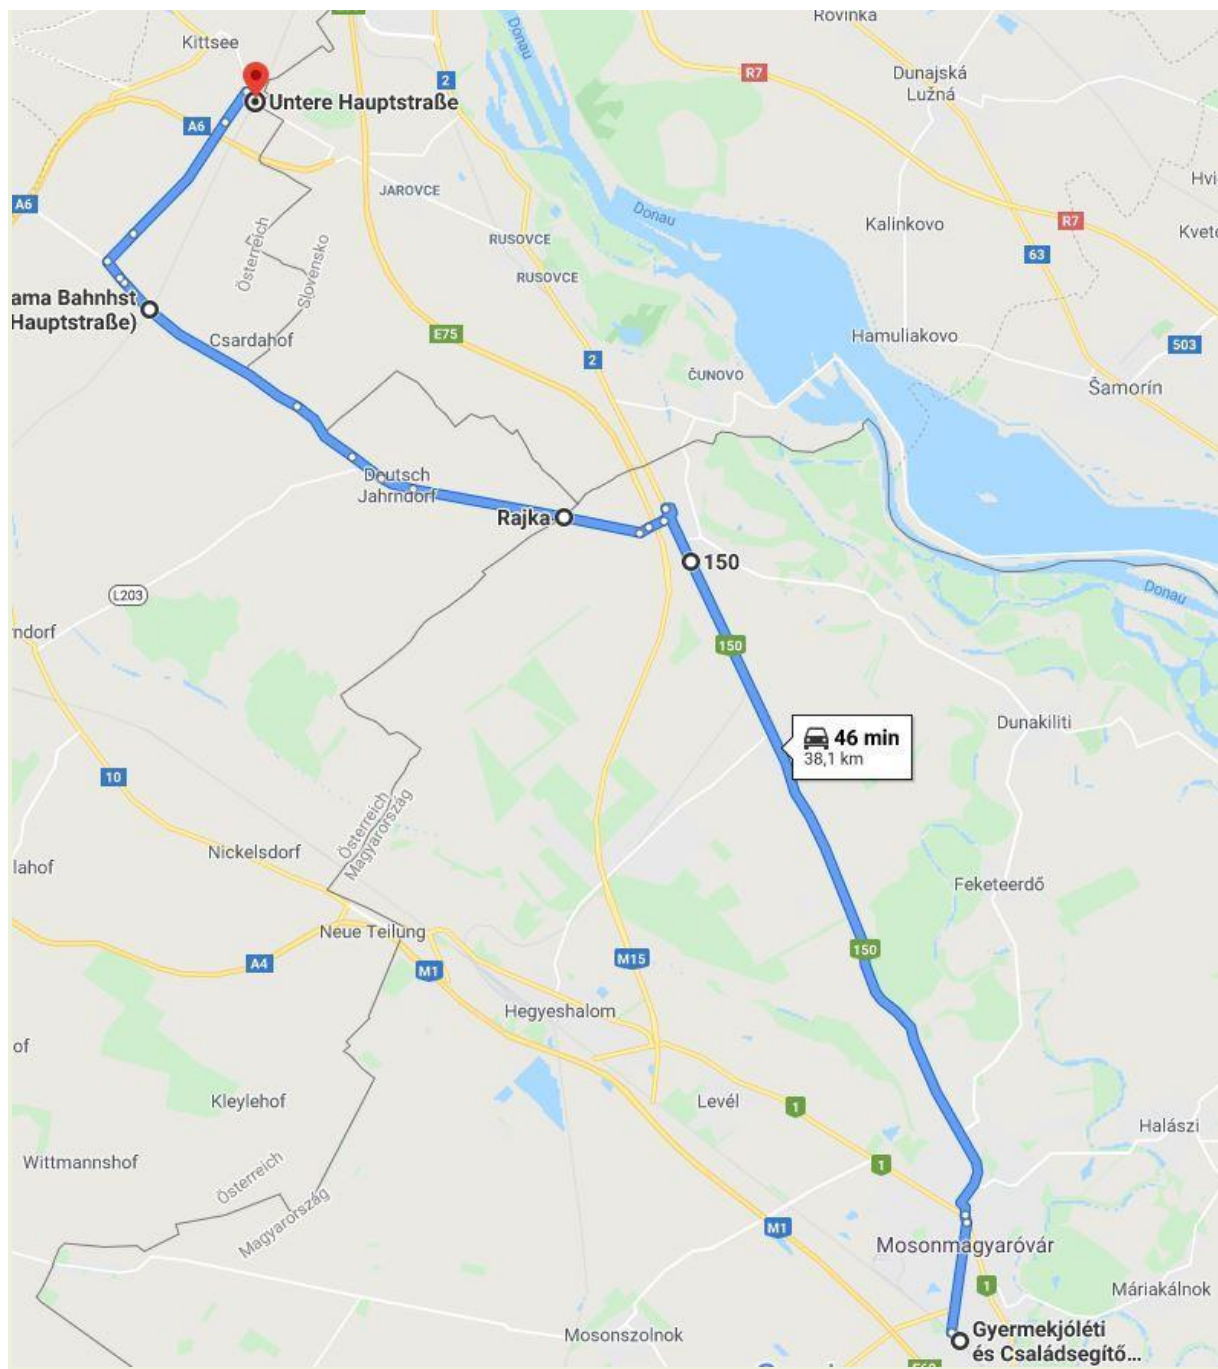 Rovinka
Kittsee
Donau
2
R7
Dunajská
Lužná
Untere Hauptstraße
A6
JAROVCE
A6
Donau
Kalinkovo
R7
Hvi
Kveto
Österreich
Slovensko
RUSOVCE
RUSOVCE
63
ama Bahnhst
Hauptstraße)
Csardahof
E75
2
ČUNOVO
Hamuliakovo
503
Šamorín
Deutsch
Jahrndorf
Rajka
150
L203
Donau
ndorf
150
Dunakiliti
46 min
38,1 km
10
Österreich
Magyarország
Nickelsdorf
lahof
Feketeerdő
Neue Teilung
A4
M1
M15
150
Hegyeshalom
of
Kleylehof
Levél
1
Halászi
Wittmannshof
Österreich
Magyarország
1
M1
Mosonmagyaróvár
1
Máriakálnok
Mosonszolnok
Gyermekjóléti
és Családsegítő...
E60